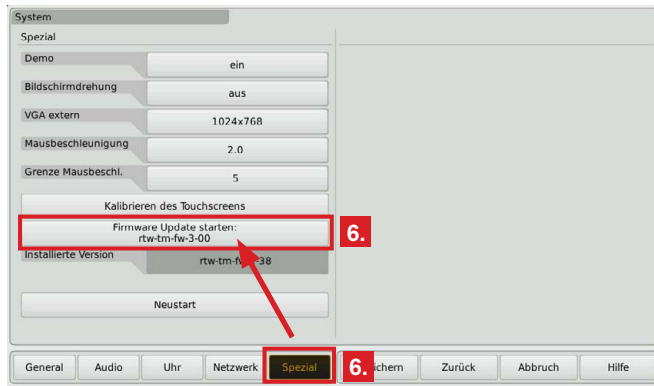 System
Spezial
Demo
ein
Bildschirmdrehung
aus
VGA extern
1024x768
Mausbeschleunigung
2.0
Grenze Mausbeschl.
5
Kalibrieren des Touchscreens
Firmware Update starten:
rtw-tm-fw-3-00
6.
Installierte Version
38
Neustart
General Audio Uhr Netzwerk Spezial 6. Zurück Abbruch Hilfe